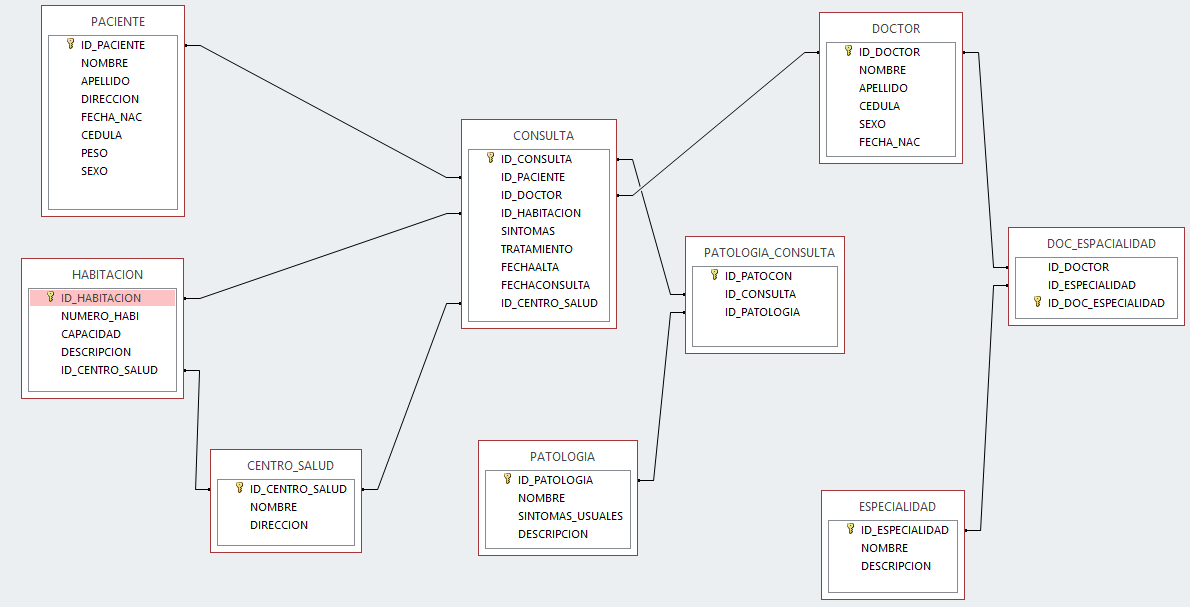 PACIENTE
ID_PACIENTE
NOMBRE
APELLIDO
DIRECCION
FECHA_NAC
CEDULA
PESO
SEXO
DOCTOR
ID_DOCTOR
NOMBRE
APELLIDO
CEDULA
SEXO
FECHA_NAC
CONSULTA
ID_CONSULTA
ID_PACIENTE
ID_DOCTOR
ID_HABITACION
SINTOMAS
TRATAMIENTO
FECHAALTA
FECHACONSULTA
ID_CENTRO_SALUD
PATOLOGIA_CONSULTA
ID_PATOCON
ID_CONSULTA
ID_PATOLOGIA
DOC_ESPACIALIDAD
ID_DOCTOR
ID_ESPECIALIDAD
ID_DOC_ESPECIALIDAD
HABITACION
ID_HABITACION
NUMERO_HABI
CAPACIDAD
DESCRIPCION
ID_CENTRO_SALUD
CENTRO_SALUD
ID_CENTRO_SALUD
NOMBRE
DIRECCION
PATOLOGIA
ID_PATOLOGIA
NOMBRE
SINTOMAS_USUALES
DESCRIPCION
ESPECIALIDAD
ID_ESPECIALIDAD
NOMBRE
DESCRIPCION